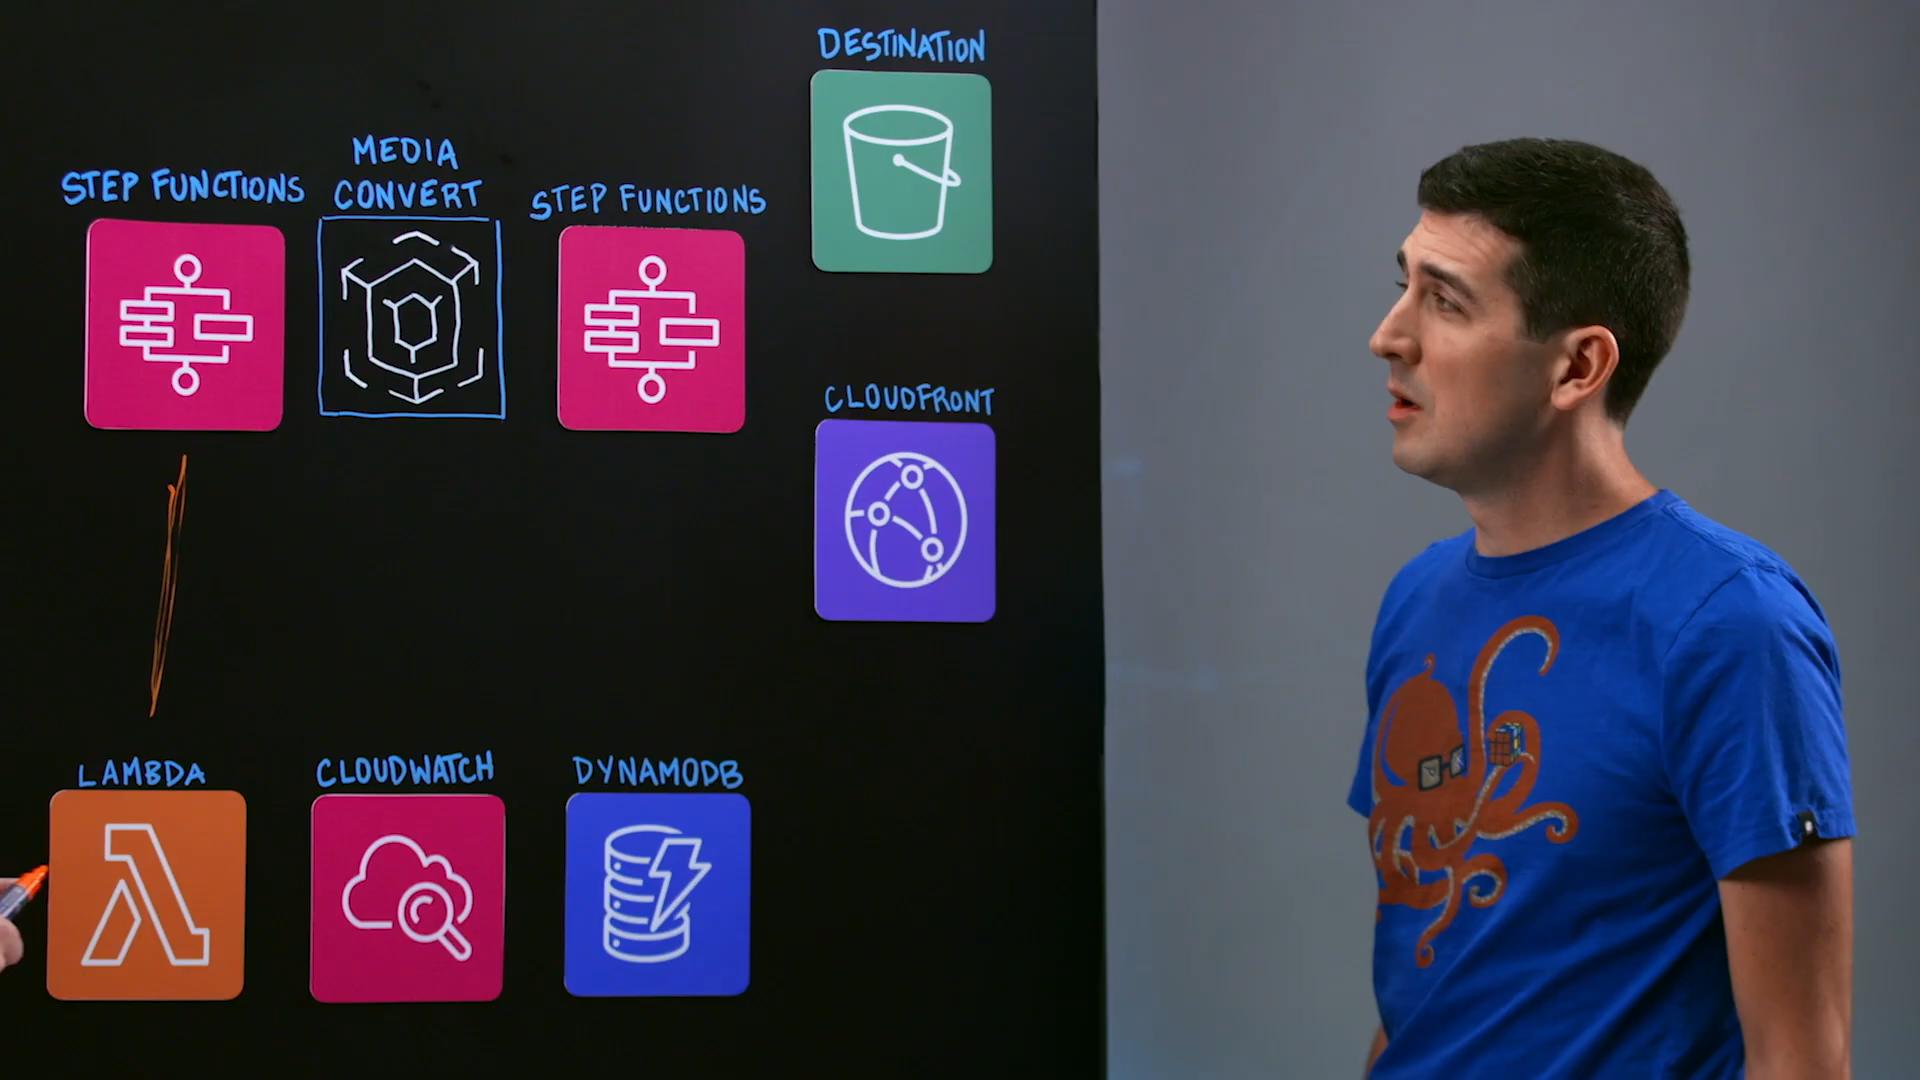 DESTINATION
MEDIA
CONVERT
STEP FUNCTIONS
STEP FUNCTIONS
CLOUDFRONT
LAMBDA
CLOUDWATCH
DYNAMODB